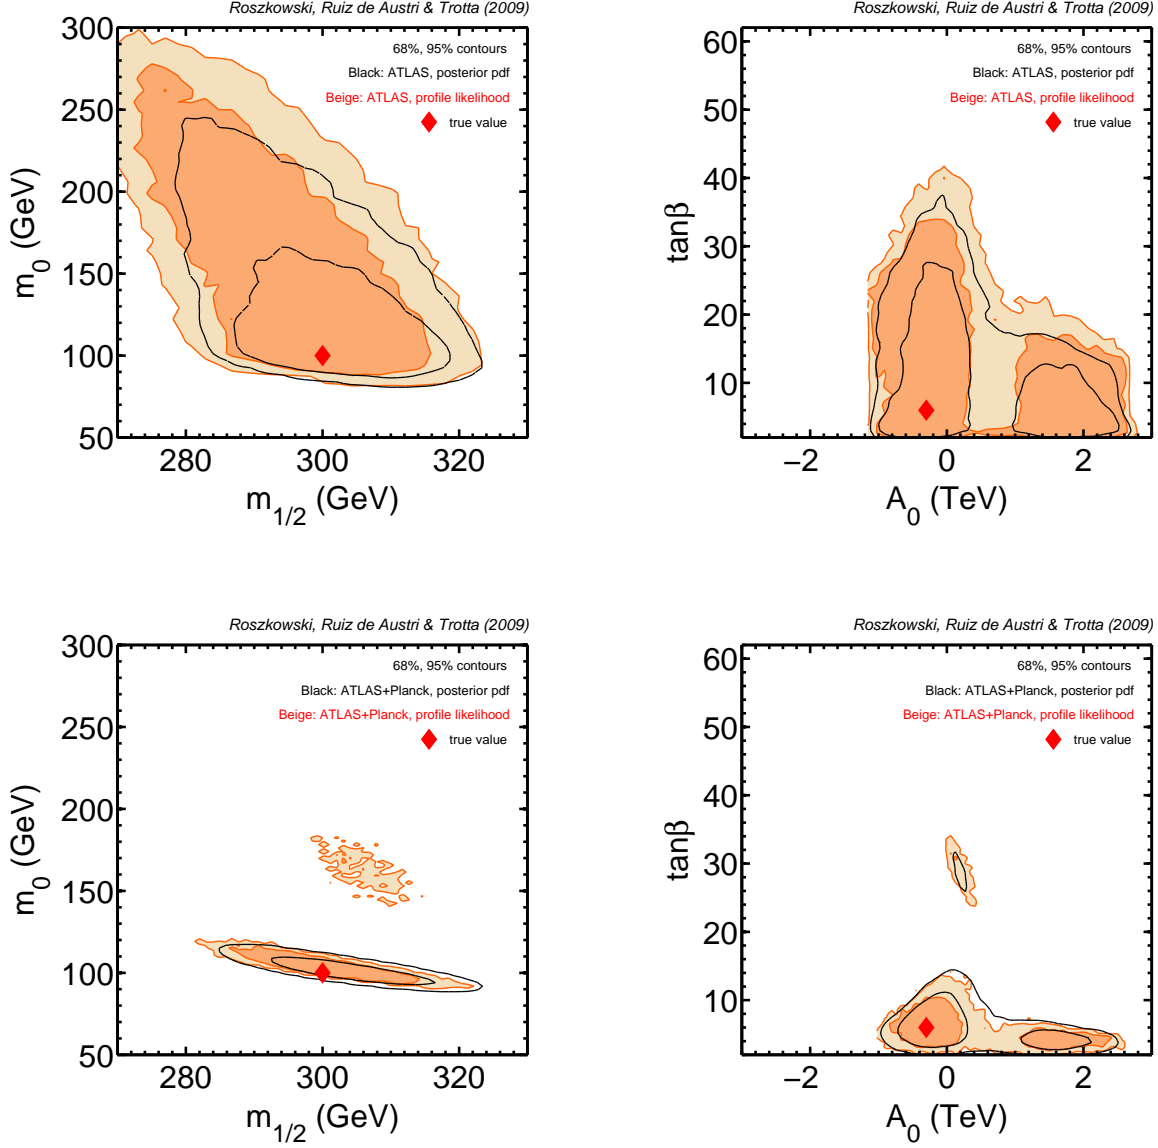 Roszkowski, Ruiz de Austri & Trotta (2009)
300
250
200
150
100
50
m0 (GeV)
68%, 95% contours
Black: ATLAS, posterior pdf
Beige: ATLAS, profile likelihood
true value
280
300
320
m1/2 (GeV)
Roszkowski, Ruiz de Austri & Trotta (2009)
60
50
40
30
20
10
tanβ
68%, 95% contours
Black: ATLAS, posterior pdf
Beige: ATLAS, profile likelihood
true value
−2
0
2
A0 (TeV)
Roszkowski, Ruiz de Austri & Trotta (2009)
300
250
200
150
100
50
m0 (GeV)
68%, 95% contours
Black: ATLAS+Planck, posterior pdf
Beige: ATLAS+Planck, profile likelihood
true value
280
300
320
m1/2 (GeV)
Roszkowski, Ruiz de Austri & Trotta (2009)
60
50
40
30
20
10
tanβ
68%, 95% contours
Black: ATLAS+Planck, posterior pdf
Beige: ATLAS+Planck, profile likelihood
true value
−2
0
2
A0 (TeV)